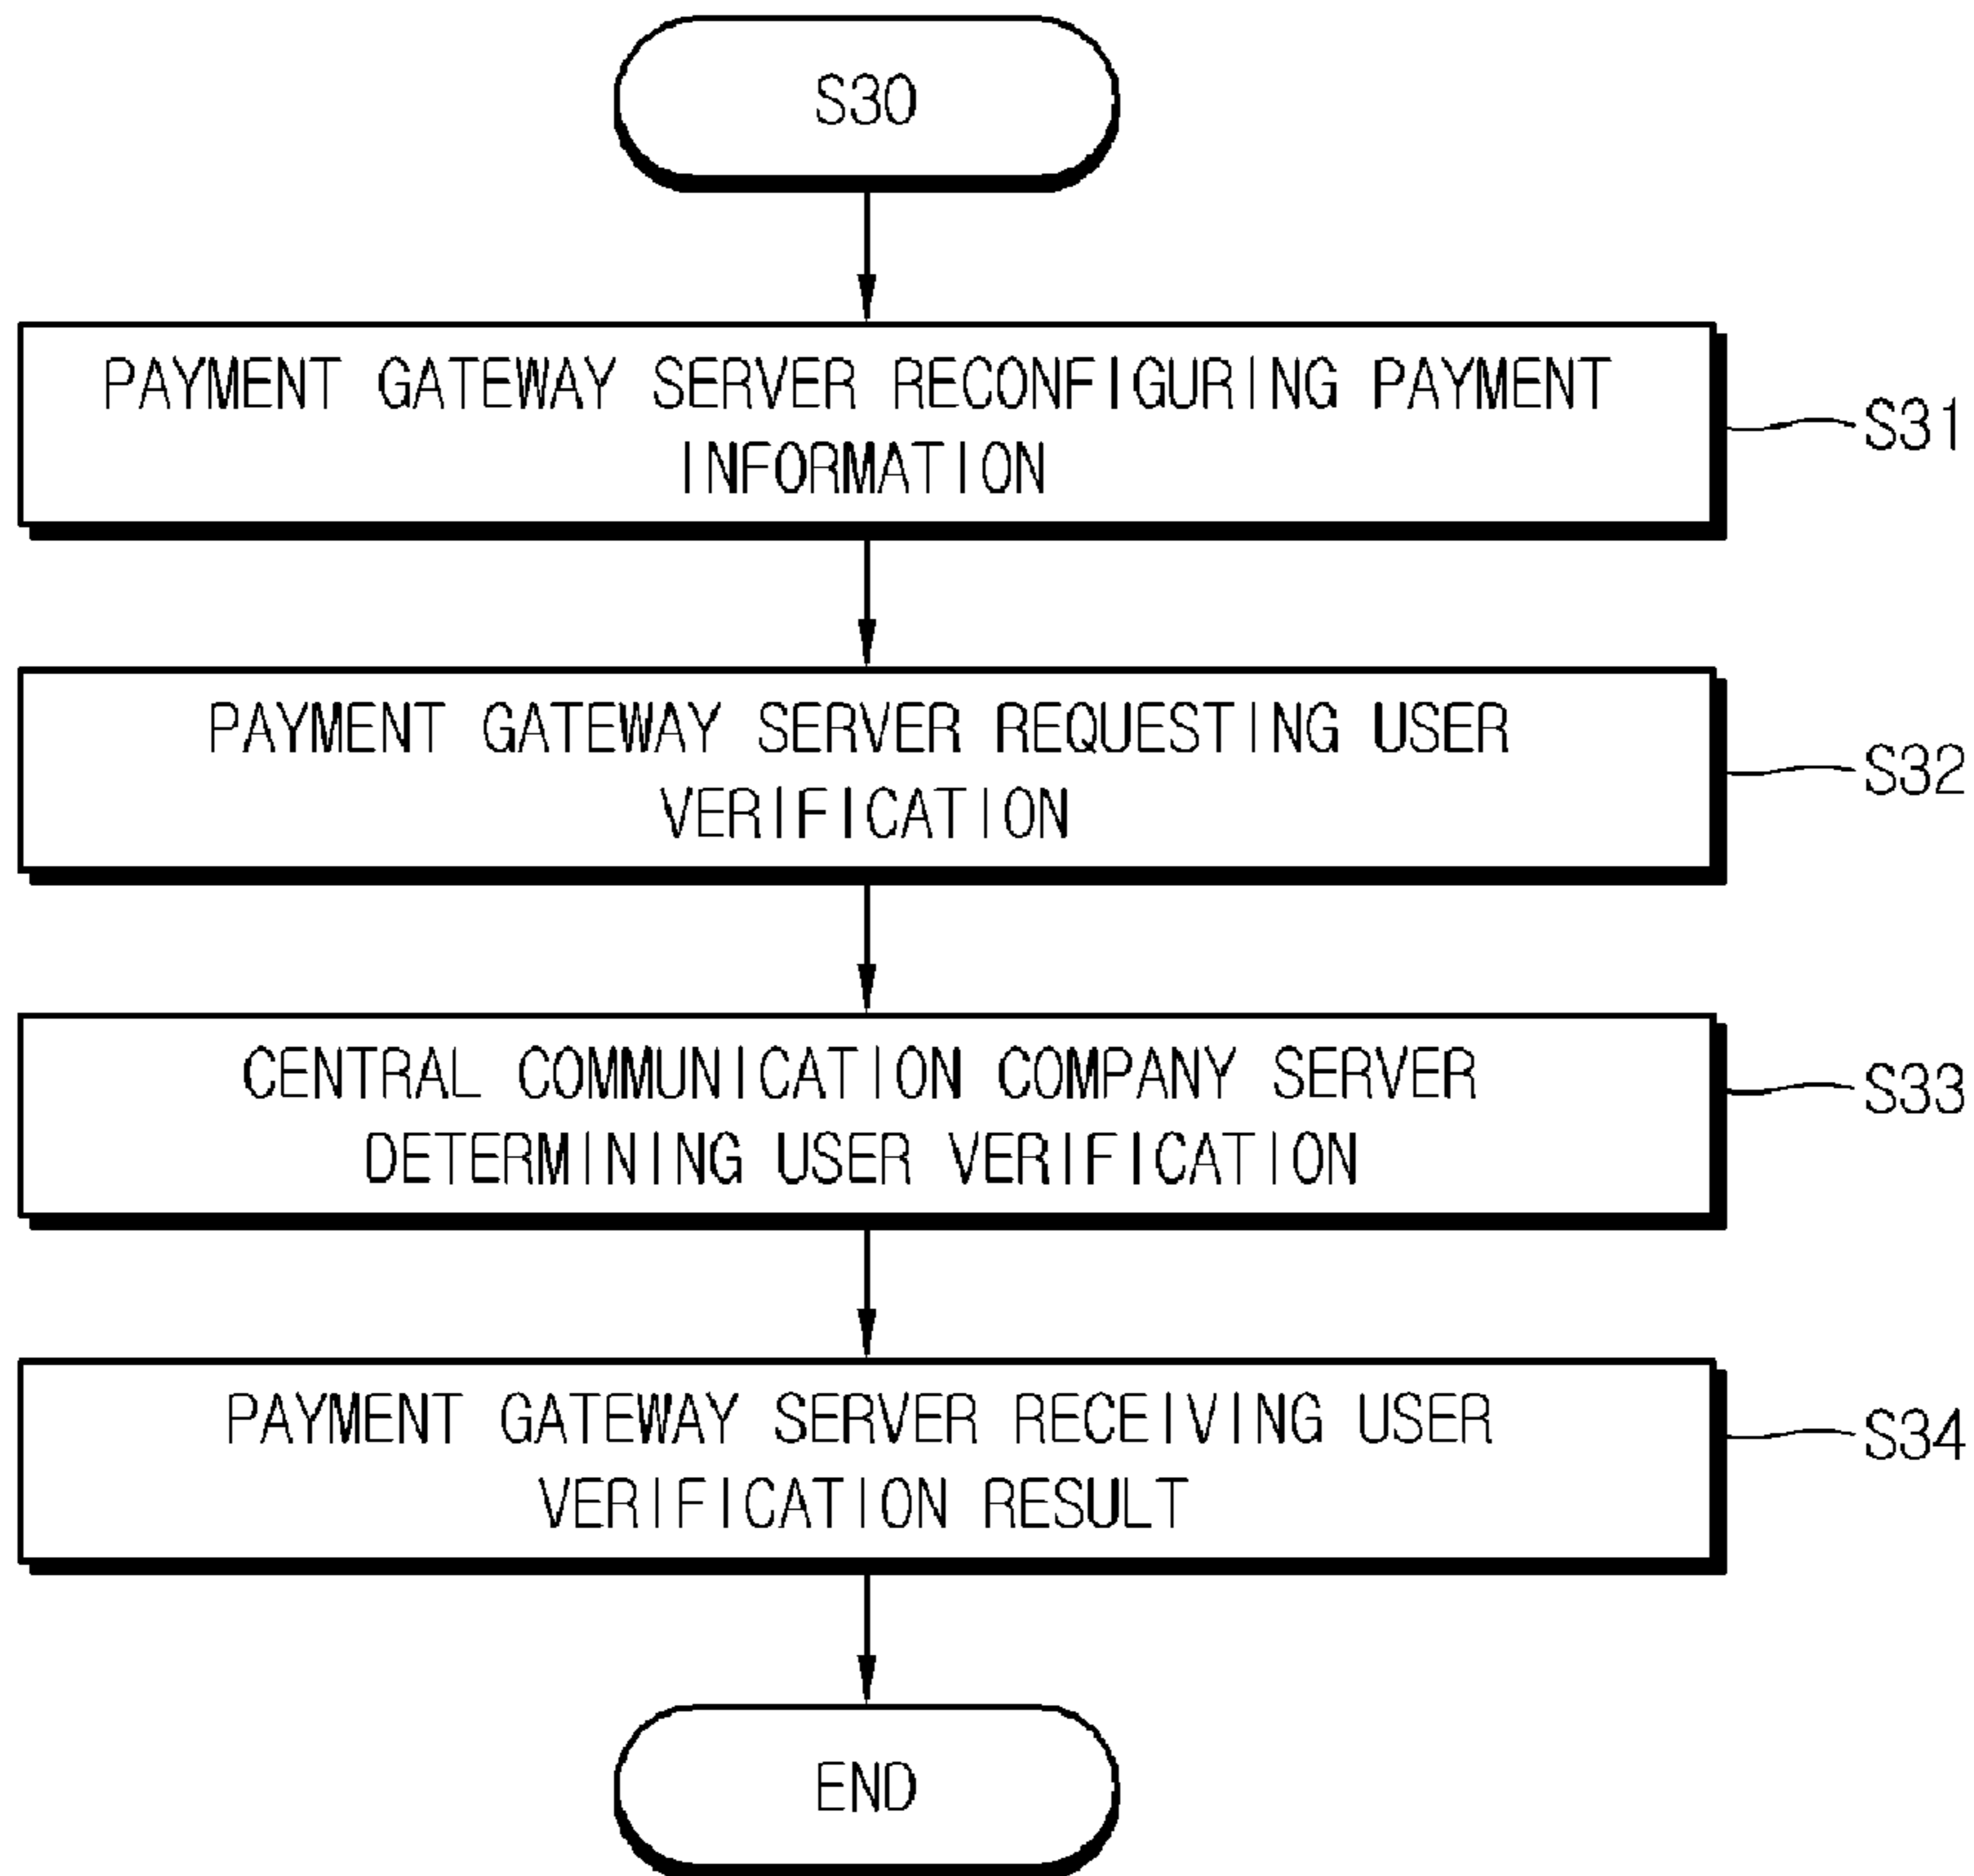 S30
PAYMENT GATEWAY SERVER RECONFIGURING PAYMENT
INFORMATION
S31
PAYMENT GATEWAY SERVER REQUESTING USER
VERIFICATION
S32
CENTRAL COMMUNICATION COMPANY SERVER
DETERMINING USER VERIFICATION
S33
PAYMENT GATEWAY SERVER RECEIVING USER
VERIFICATION RESULT
S34
END